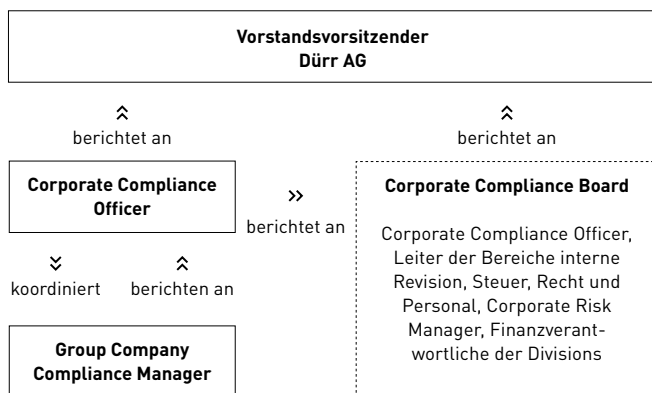 Vorstandsvorsitzender
Dürr AG
berichtet an
berichtet an
Corporate Compliance
Officer
berichtet an
Corporate Compliance Board
Corporate Compliance Officer,
Leiter der Bereiche interne
Revision, Steuer, Recht und
Personal, Corporate Risk
Manager, Finanzverant-
wortliche der Divisions
koordiniert
berichten an
Group Company
Compliance Manager